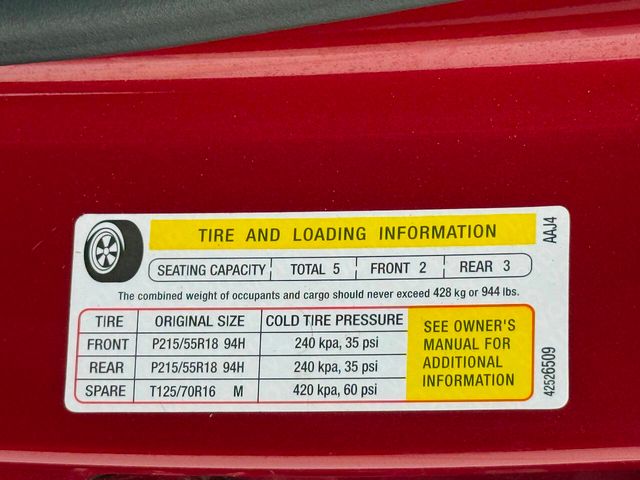 TIRE AND LOADING INFORMATION
SEATING CAPACITY TOTAL 5 FRONT 2 REAR 3
The combined weight of occupants and cargo should never exceed 428 kg or 944 lbs.
TIRE ORIGINAL SIZE COLD TIRE PRESSURE
FRONT P215/55R18 94H 240 kpa, 35 psi
REAR P215/55R18 94H 240 kpa, 35 psi
SPARE T125/70R16 M 420 kpa, 60 psi
SEE OWNER'S
MANUAL FOR
ADDITIONAL
INFORMATION
AAJ4
42526509